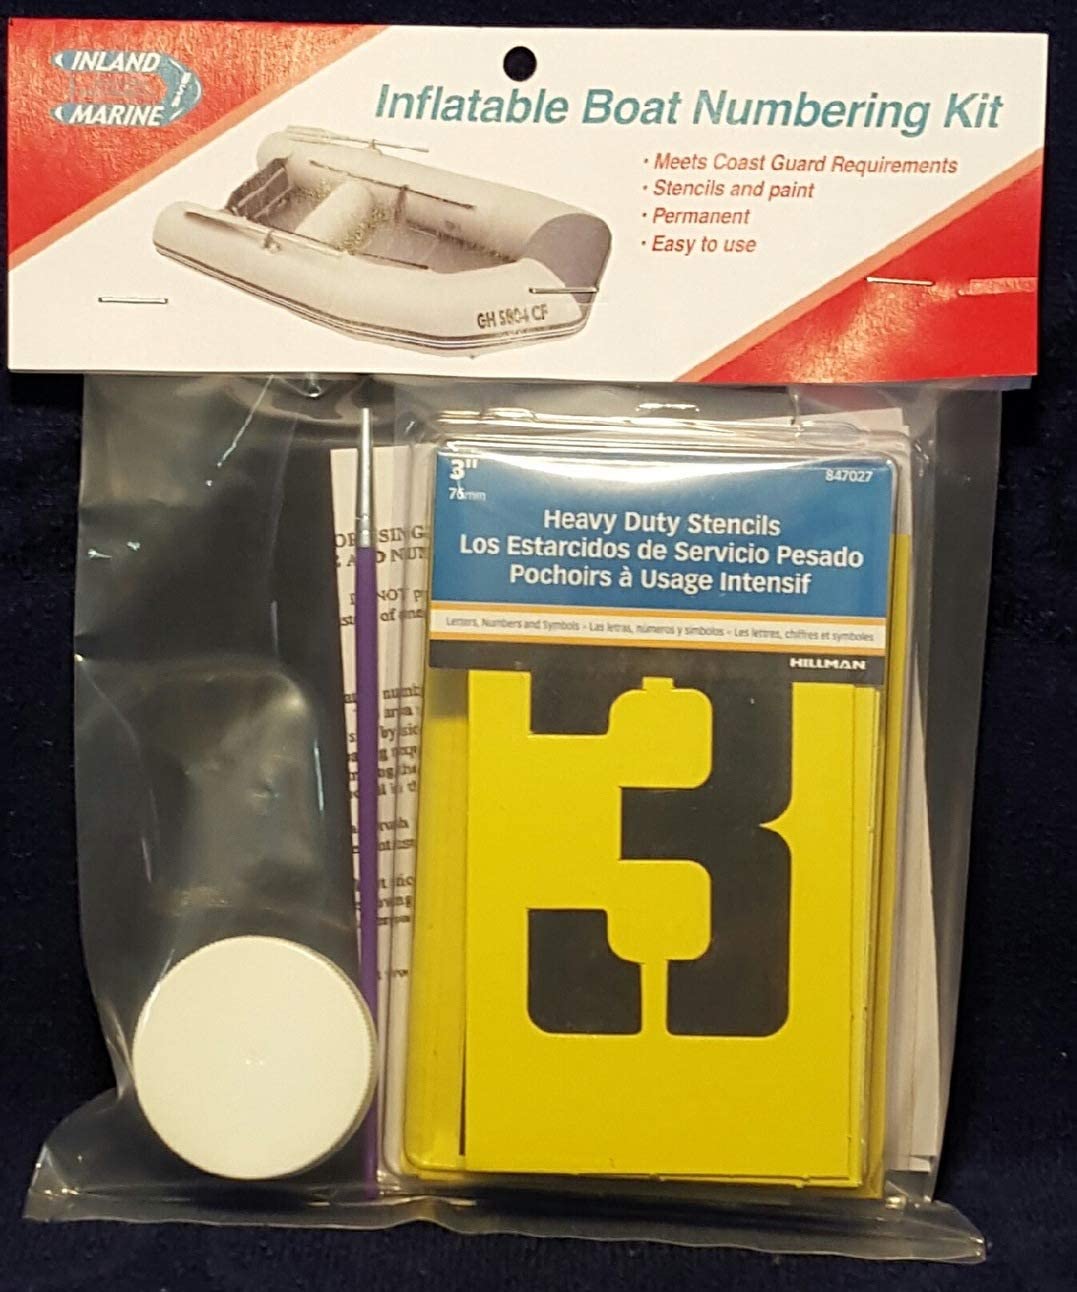 INLAND
MARINE
USA
Inflatable Boat Numbering Kit
· Meets Coast Guard Requirements
· Stencils and paint
· Permanent
· Easy to use
GH 5804 CF
3"
76mm
847027
Heavy Duty Stencils
Los Estarcidos de Servicio Pesado
Pochoirs à Usage Intensif
Letters, Numbers and Symbols - Las letras, números y símbolos - Les lettres, chiffres et symboles
HILLMAN
3